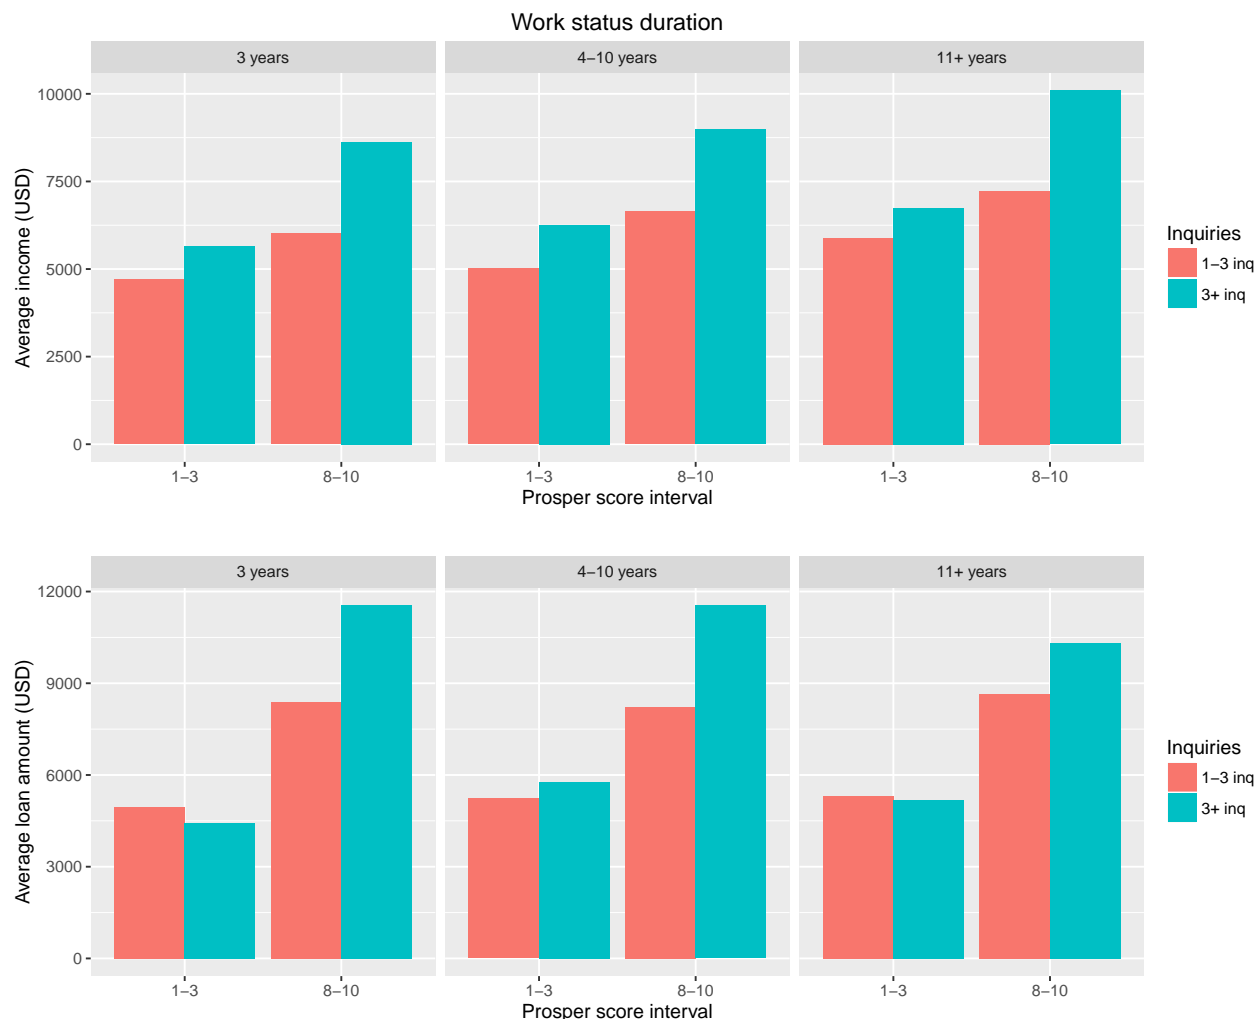 Work status duration
3 years
4−10 years
11+ years
10000
7500
5000
2500
0
Average income (USD)
1−3
8−10
1−3
8−10
1−3
8−10
Prosper score interval
Inquiries
1−3 inq
3+ inq
3 years
4−10 years
11+ years
12000
9000
6000
3000
0
Average loan amount (USD)
1−3
8−10
1−3
8−10
1−3
8−10
Prosper score interval
Inquiries
1−3 inq
3+ inq